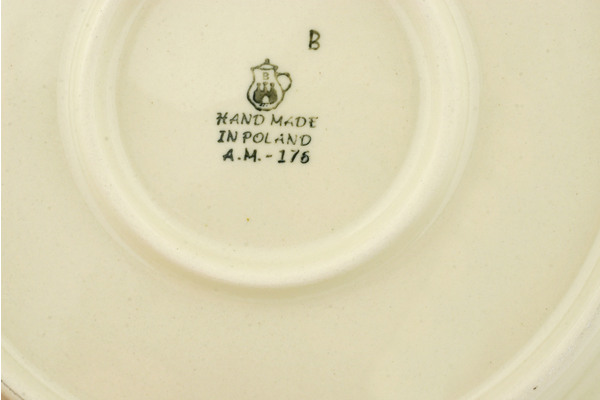 B
B
HAND MADE
IN POLAND
A.M. - 176